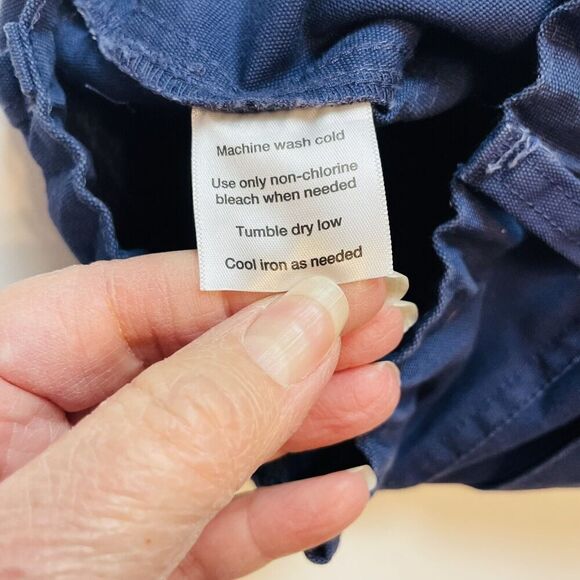 Machine wash cold
Use only non-chlorine
bleach when needed
Tumble dry low
Cool iron as needed